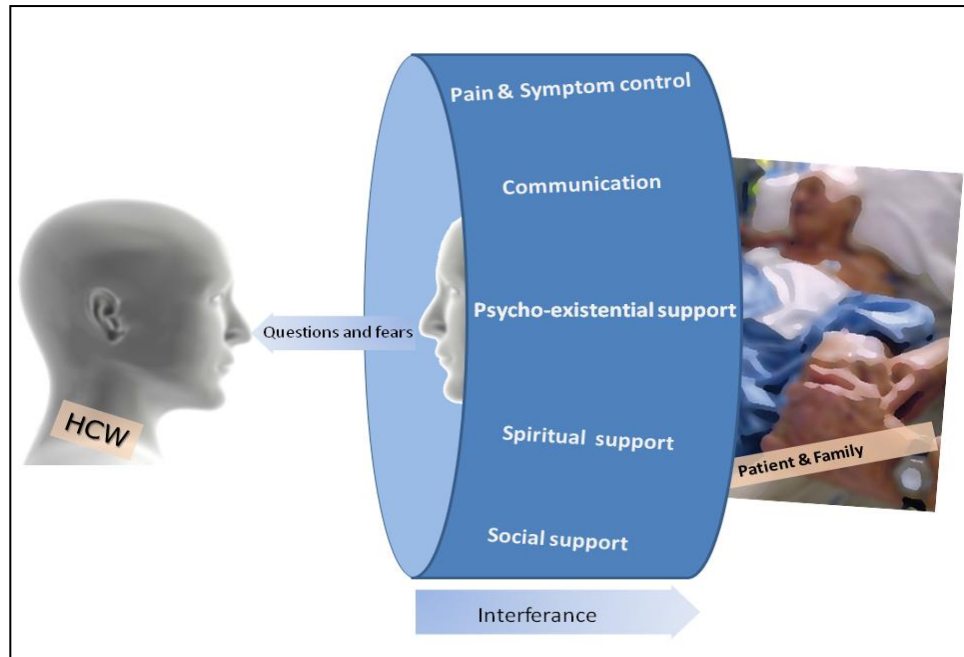 Pain & Symptom control
Communication
Psycho-existential support
Questions and fears
HCW
Spiritual support
Patient & Family
Social support
Interferance